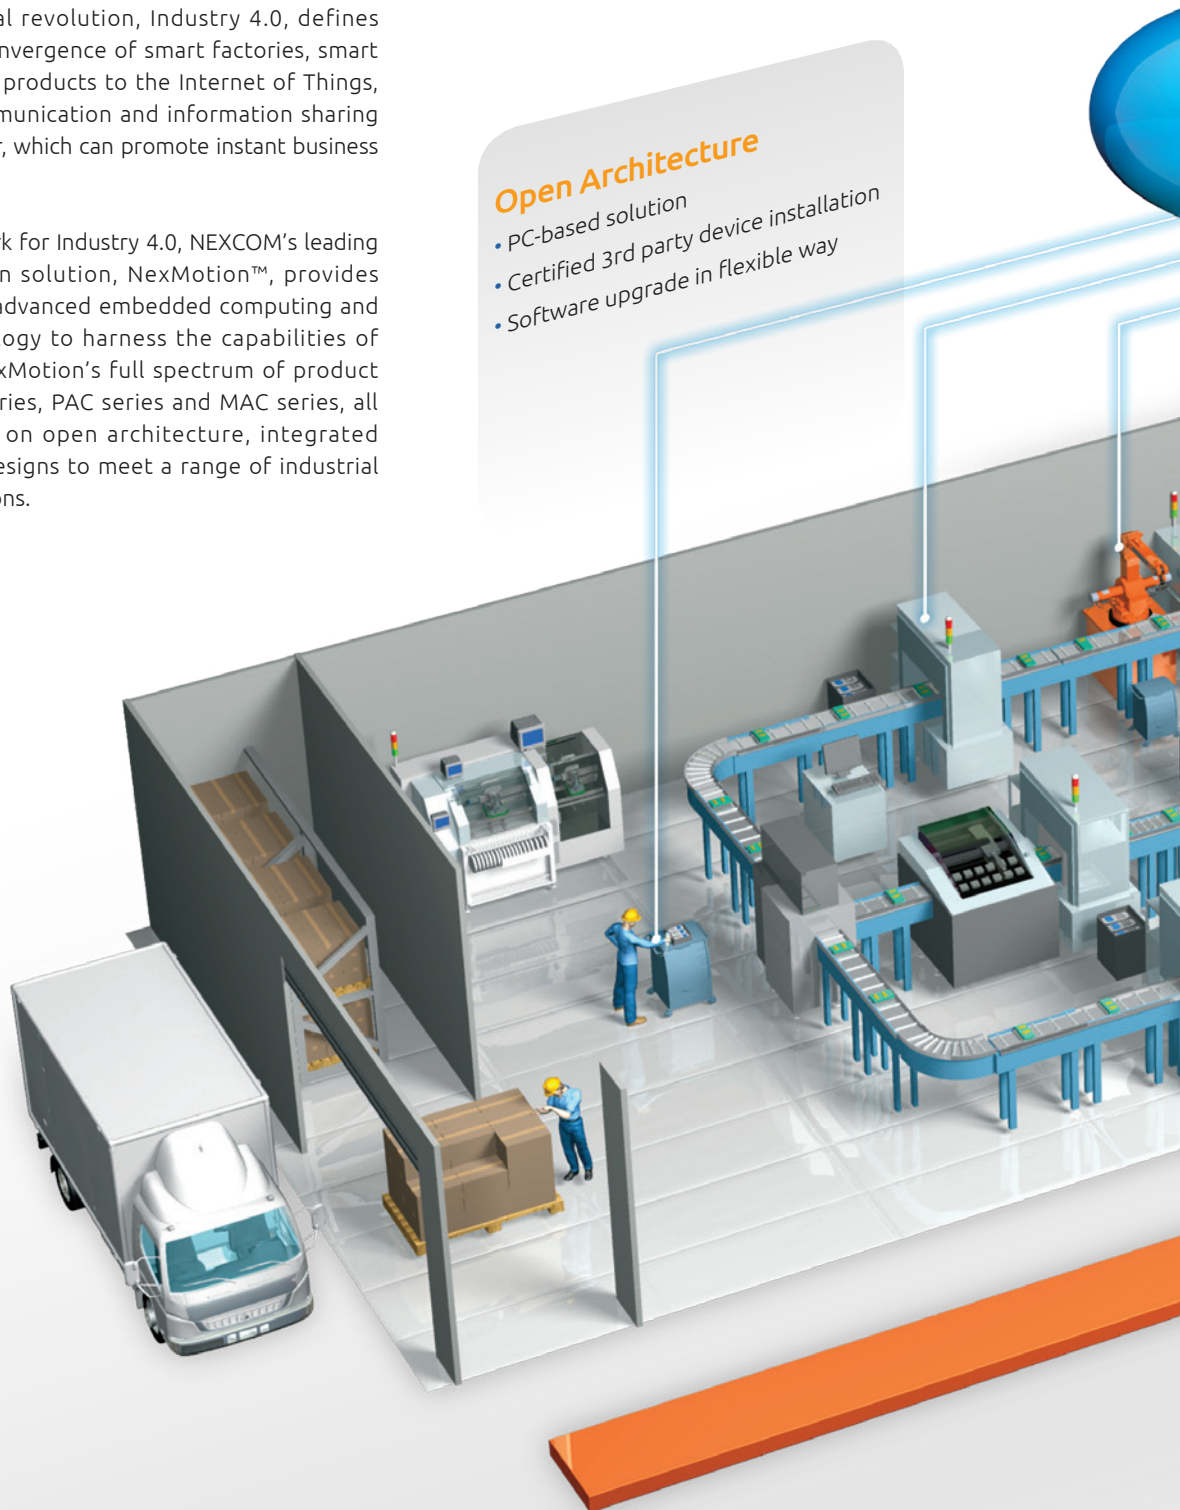 al revolution, Industry 4.0, defines
nvergence of smart factories, smart
products to the Internet of Things,
munication and information sharing
r, which can promote instant business
rk for Industry 4.0, NEXCOM's leading
n solution, NexMotion™, provides
advanced embedded computing and
logy to harness the capabilities of
xMotion's full spectrum of product
ries, PAC series and MAC series, all
on open architecture, integrated
esigns to meet a range of industrial
ons.
Open Architecture
• PC-based solution
• Certified 3rd party device installation
• Software upgrade in flexible way